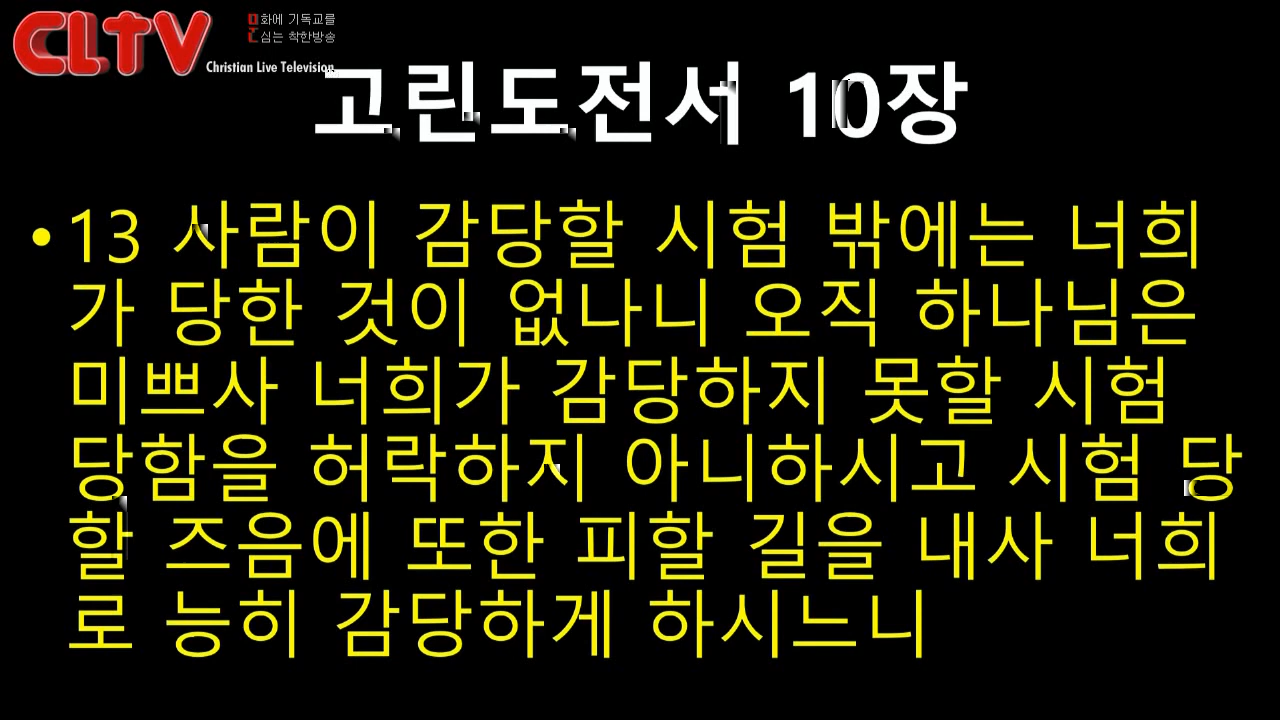 CLTV
문화에 기독교를
심는 착한방송
Christian Live Television
고린도전서 10장
•13 사람이 감당할 시험 밖에는 너희
가 당한 것이 없나니 오직 하나님은
미쁘사 너희가 감당하지 못할 시험
당함을 허락하지 아니하시고 시험 당
할 즈음에 또한 피할 길을 내사 너희
로 능히 감당하게 하시느니